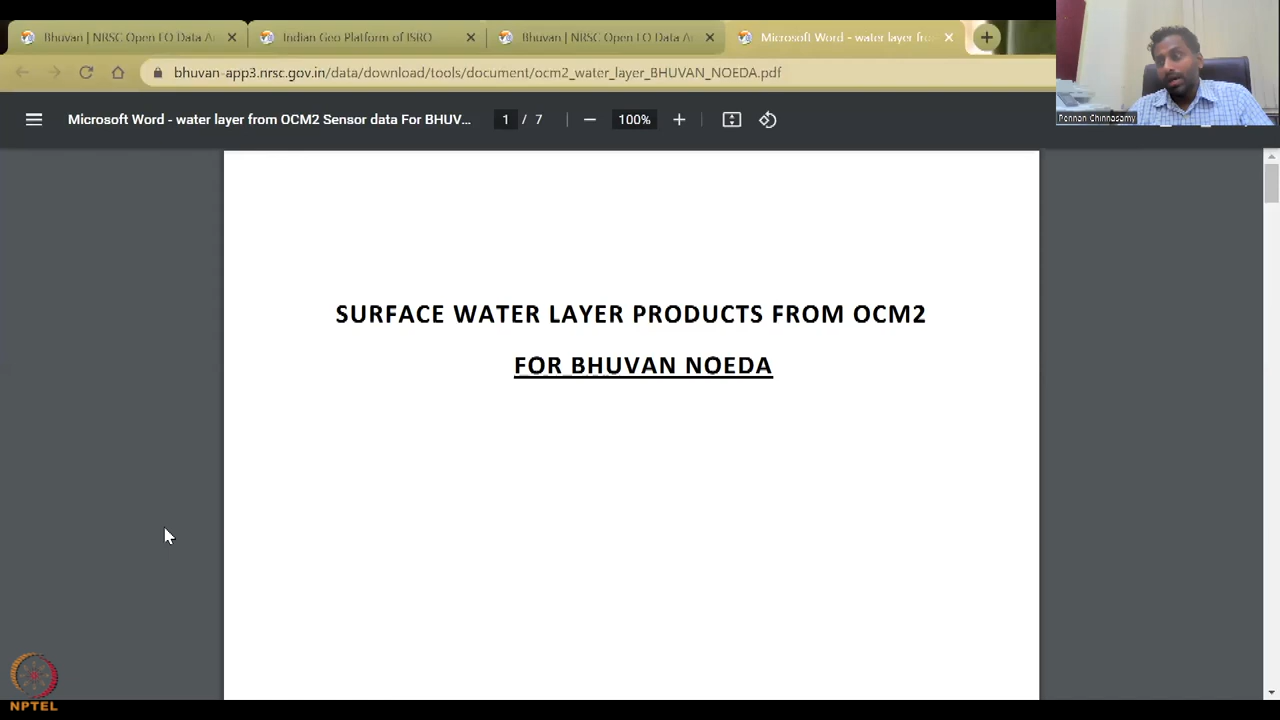 Bhuvan | NRSC Open EO Data Ar
Indian Geo Platform of ISRO
Bhuvan | NRSC Open EO Data Ar
Microsoft Word - water layer fro
bhuvan-app3.nrsc.gov.in/data/download/tools/document/ocm2_water_layer_BHUVAN_NOEDA.pdf
Microsoft Word - water layer from OCM2 Sensor data For BHUV...
1 / 7
100%
Pennan Chinnasamy
SURFACE WATER LAYER PRODUCTS FROM OCM2
FOR BHUVAN NOEDA
NPTEL